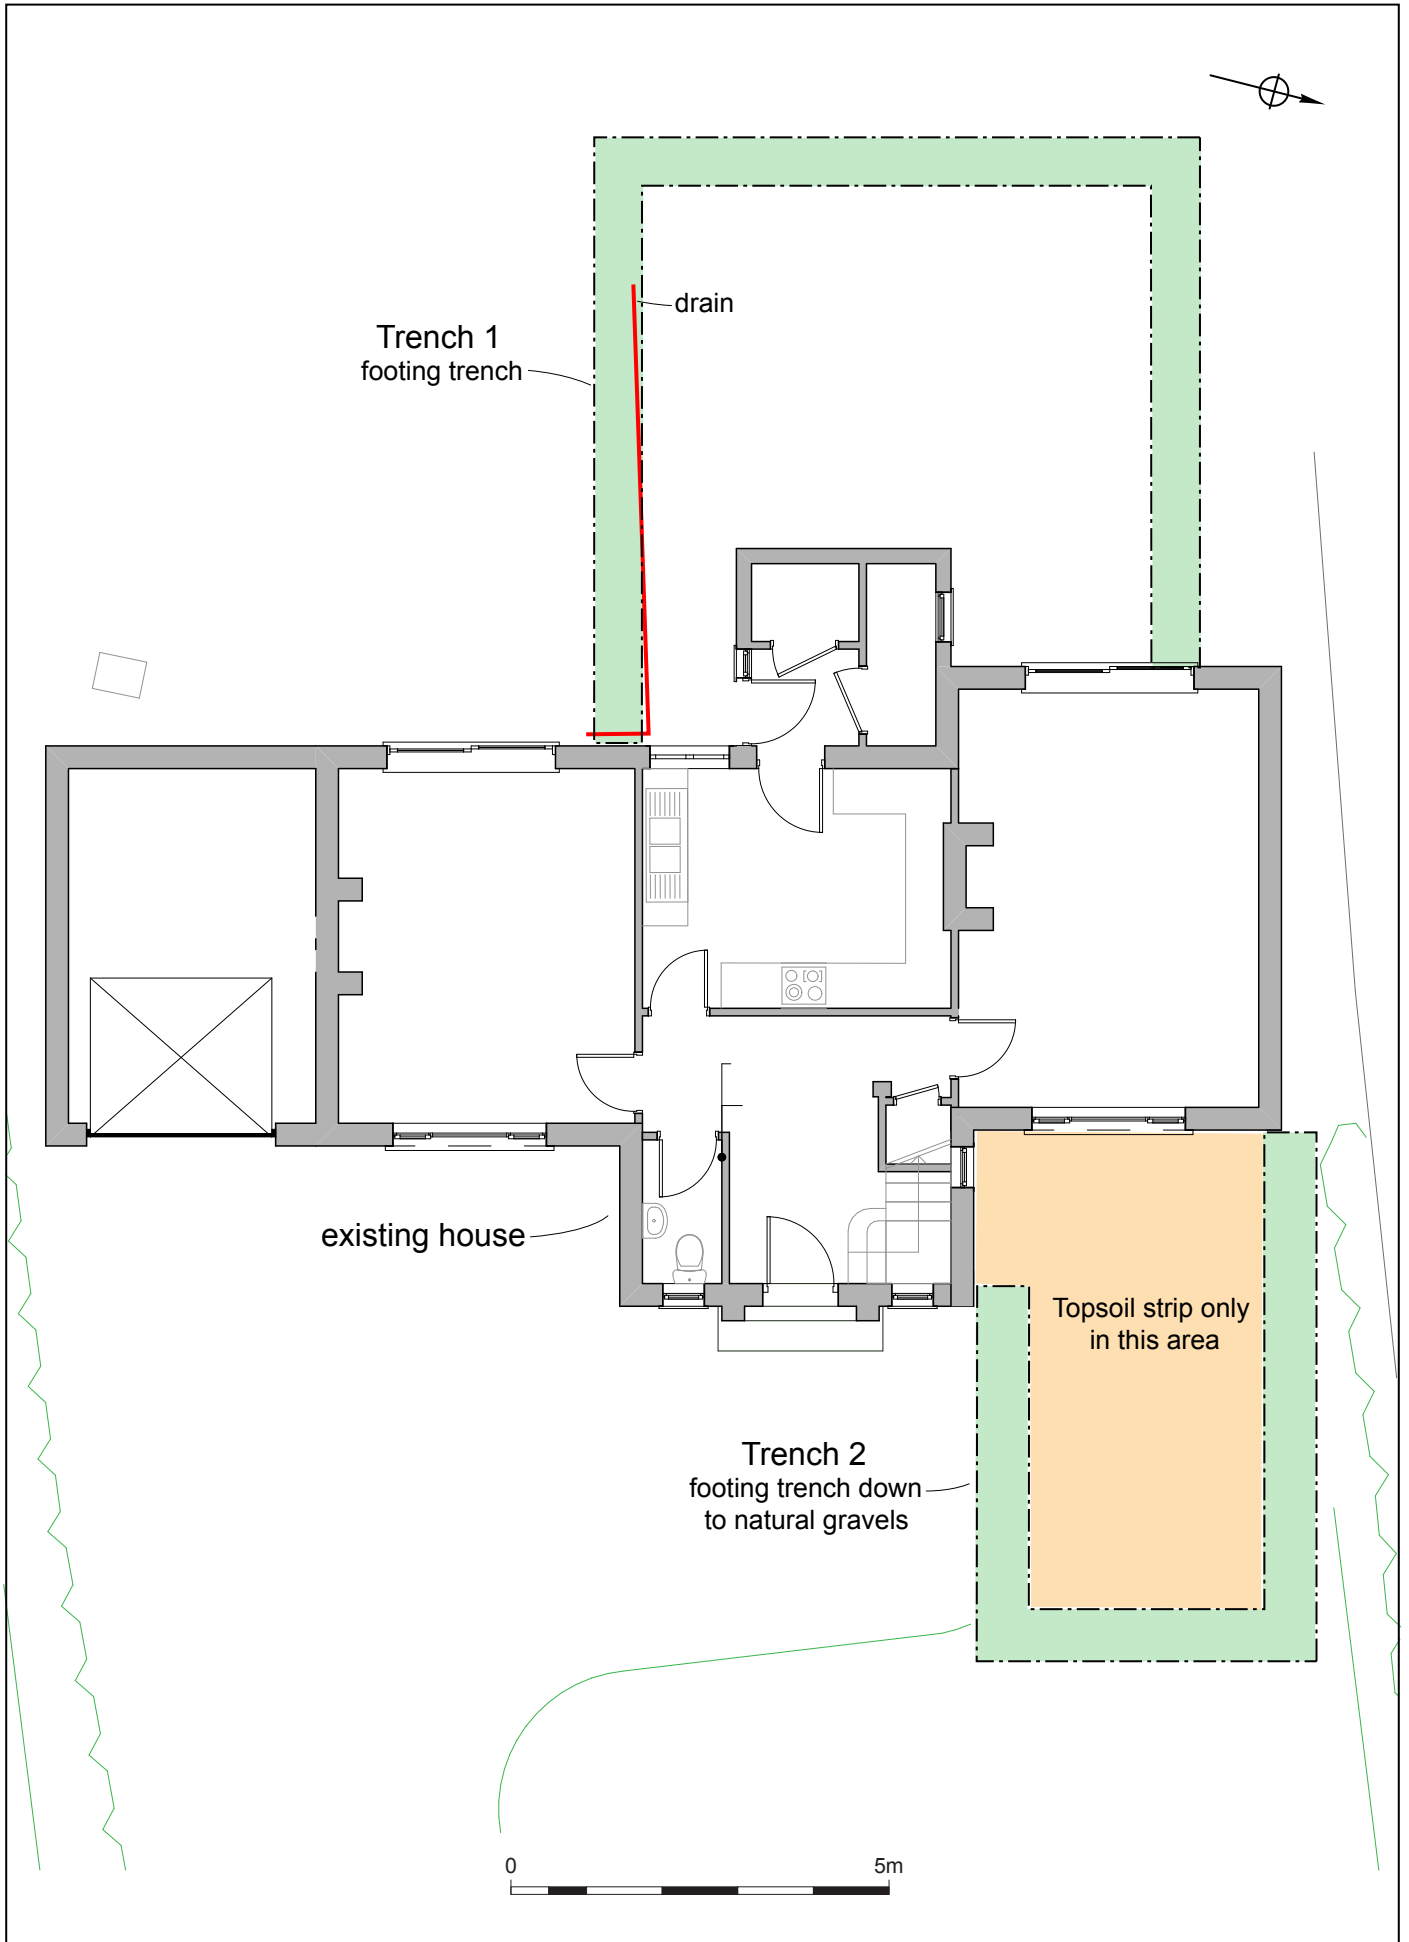 drain
Trench 1
footing trench
existing house
Topsoil strip only
in this area
Trench 2
footing trench down
to natural gravels
0 5m